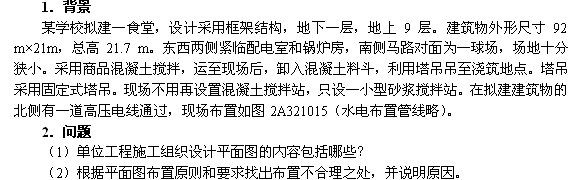 1．背景
某学校拟建一食堂，设计采用框架结构，地下一层，地上 9 层。建筑物外形尺寸 92
m×21m，总高 21.7 m。东西两侧紧临配电室和锅炉房，南侧马路对面为一球场，场地十分
狭小。采用商品混凝土搅拌，运至现场后，卸入混凝土料斗，利用塔吊吊至浇筑地点。塔吊
采用固定式塔吊。现场不用再设置混凝土搅拌站，只设一小型砂浆搅拌站。在拟建建筑物的
北侧有一道高压电线通过，现场布置如图 2A321015（水电布置管线略）。
2．问题
（1）单位工程施工组织设计平面图的内容包括哪些？
（2）根据平面图布置原则和要求找出布置不合理之处，并说明原因。